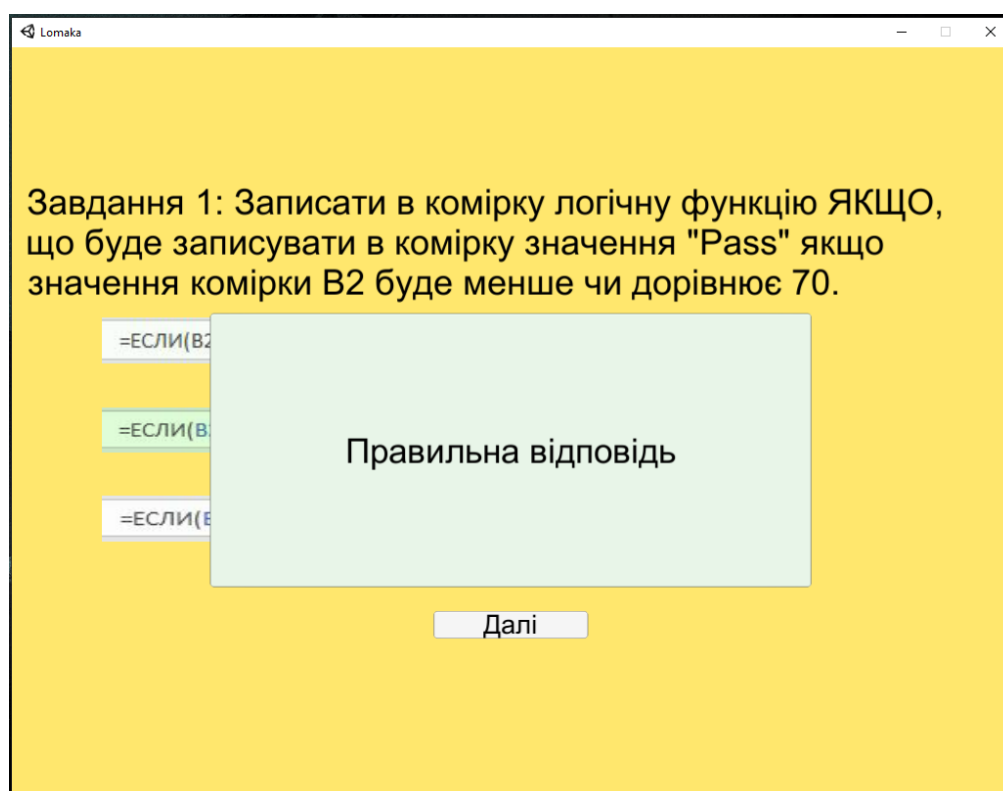 Lomaka
Завдання 1: Записати в комірку логічну функцію ЯКЩО,
що буде записувати в комірку значення "Pass" якщо
значення комірки B2 буде менше чи дорівнює 70.
=ЕСЛИ(B2
=ЕСЛИ(B
=ЕСЛИ(
Правильна відповідь
Далі